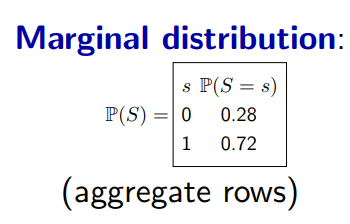 Marginal distribution:
s ℙ(S = s)
ℙ(S) = 0 0.28
1 0.72
(aggregate rows)